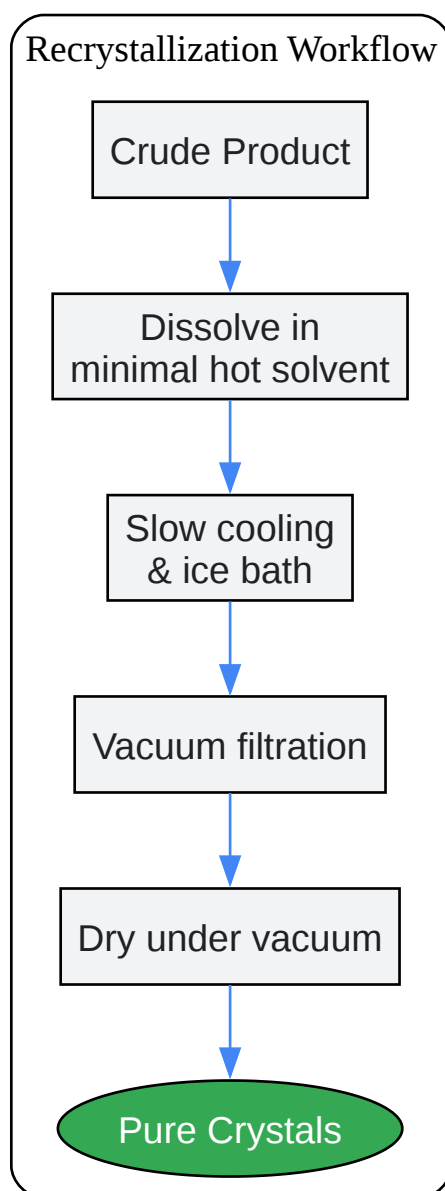 Recrystallization Workflow
Crude Product
Dissolve in
minimal hot solvent
Slow cooling
& ice bath
Vacuum filtration
Dry under vacuum
Pure Crystals